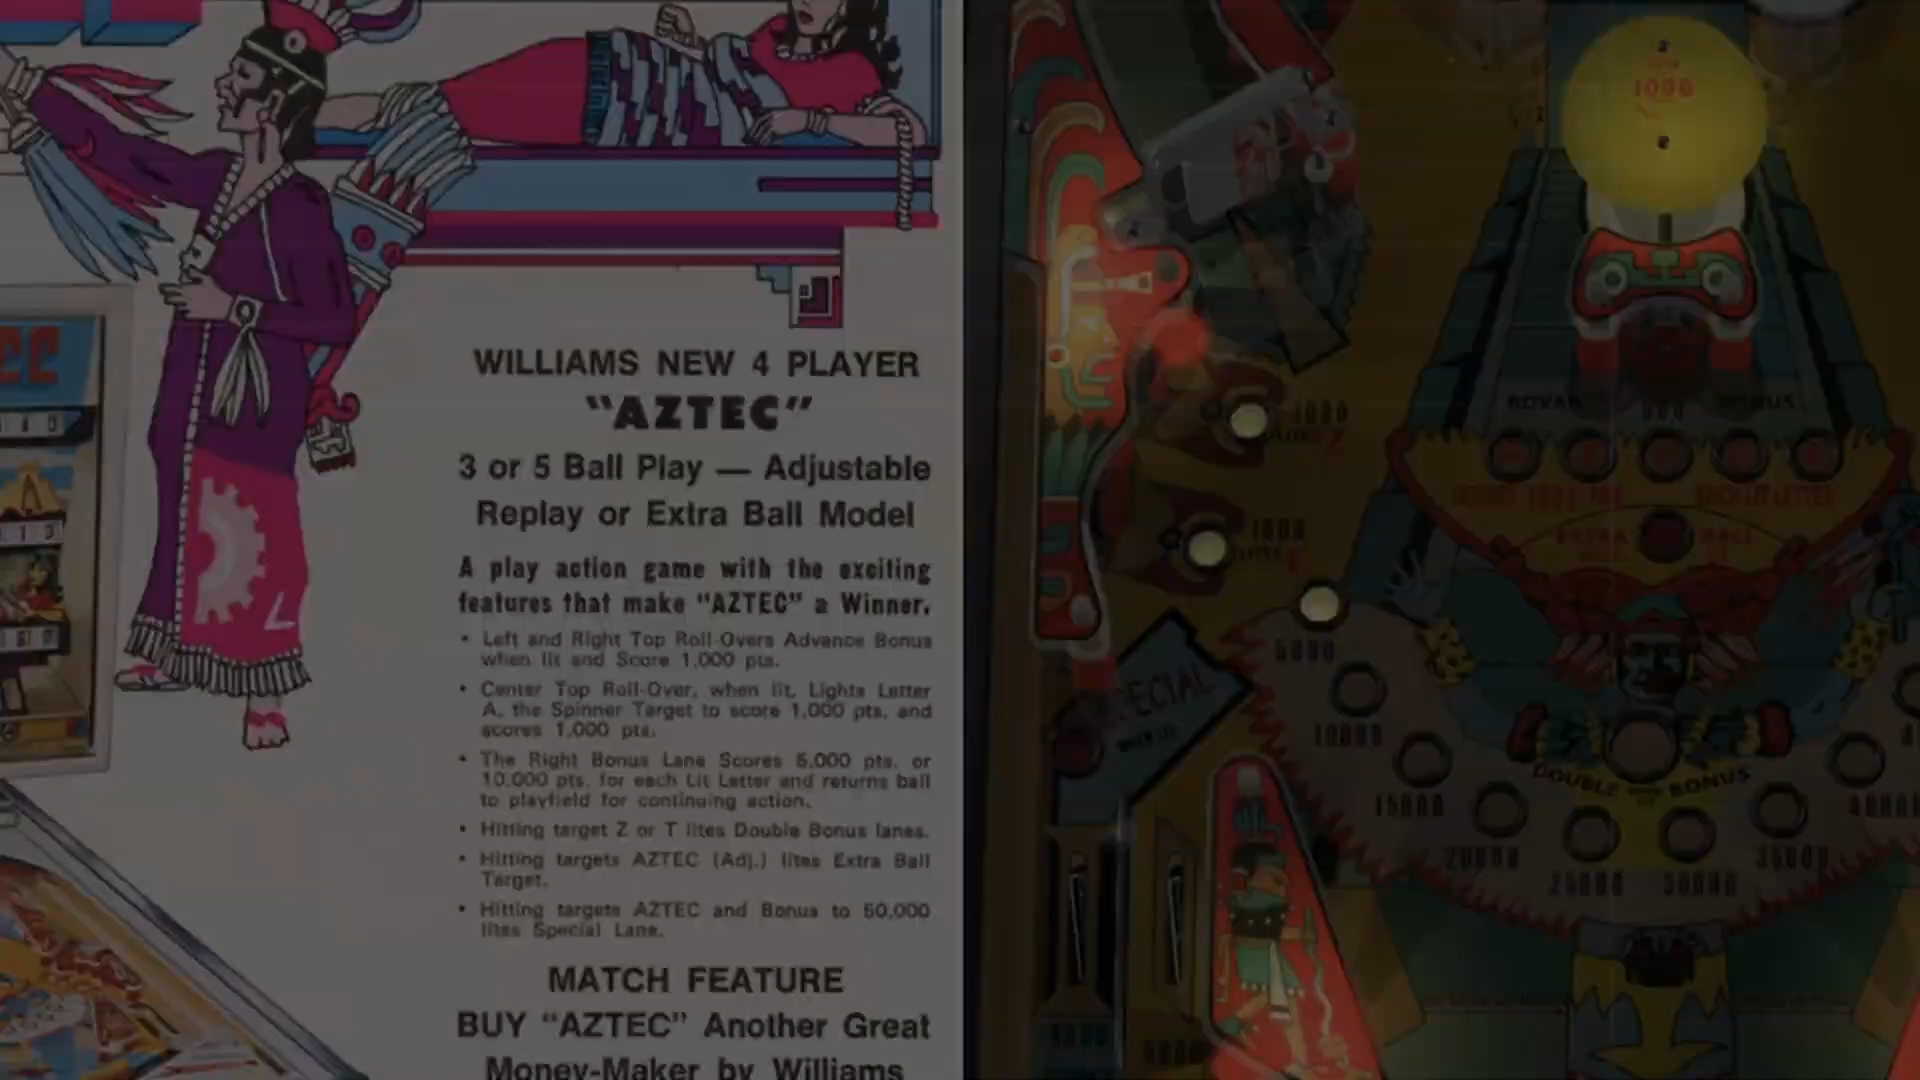 WILLIAMS NEW 4 PLAYER
"AZTEC"
3 or 5 Ball Play — Adjustable
Replay or Extra Ball Model
A play action game with the exciting
features that make "AZTEC" a Winner.
• Left and Right Top Roll-Overs Advance Bonus
when lit and Score 1,000 pts.
• Center Top Roll-Over, when lit, Lights Letter
A, the Spinner Target to score 1,000 pts. and
scores 1,000 pts.
• The Right Bonus Lane Scores 5,000 pts. or
10,000 pts. for each Lit Letter and returns ball
to playfield for continuing action.
• Hitting target Z or T lites Double Bonus lanes.
• Hitting targets AZTEC (Adj.) lites Extra Ball
Target.
• Hitting targets AZTEC and Bonus to 50,000
lites Special Lane.
MATCH FEATURE
BUY "AZTEC" Another Great
Money-Maker by Williams
1000
1000
1000
BONUS
EXTRA BALL
SPECIAL
WHEN LIT
5000
10000
15000
20000
25000
30000
35000
DOUBLE BONUS